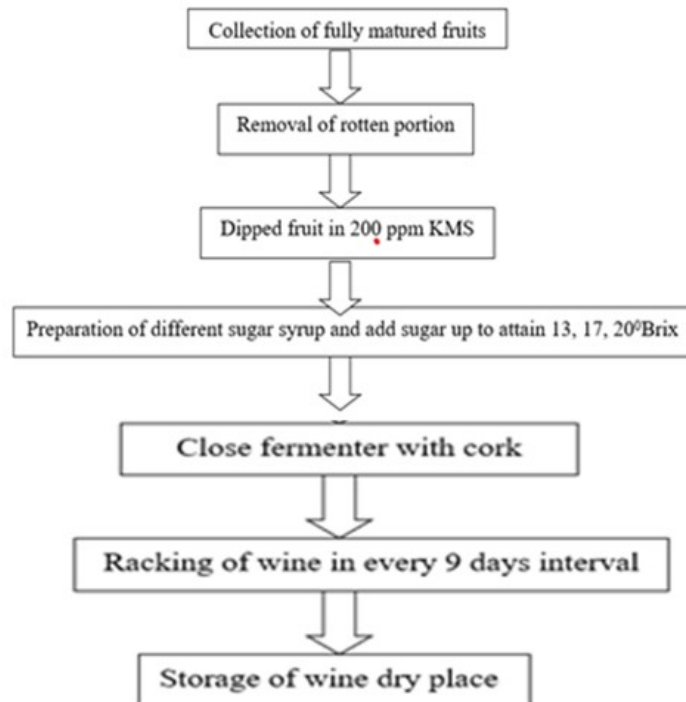 Collection of fully matured fruits
Removal of rotten portion
Dipped fruit in 200 ppm KMS
Preparation of different sugar syrup and add sugar up to attain 13, 17, 20⁰Brix
Close fermenter with cork
Racking of wine in every 9 days interval
Storage of wine dry place